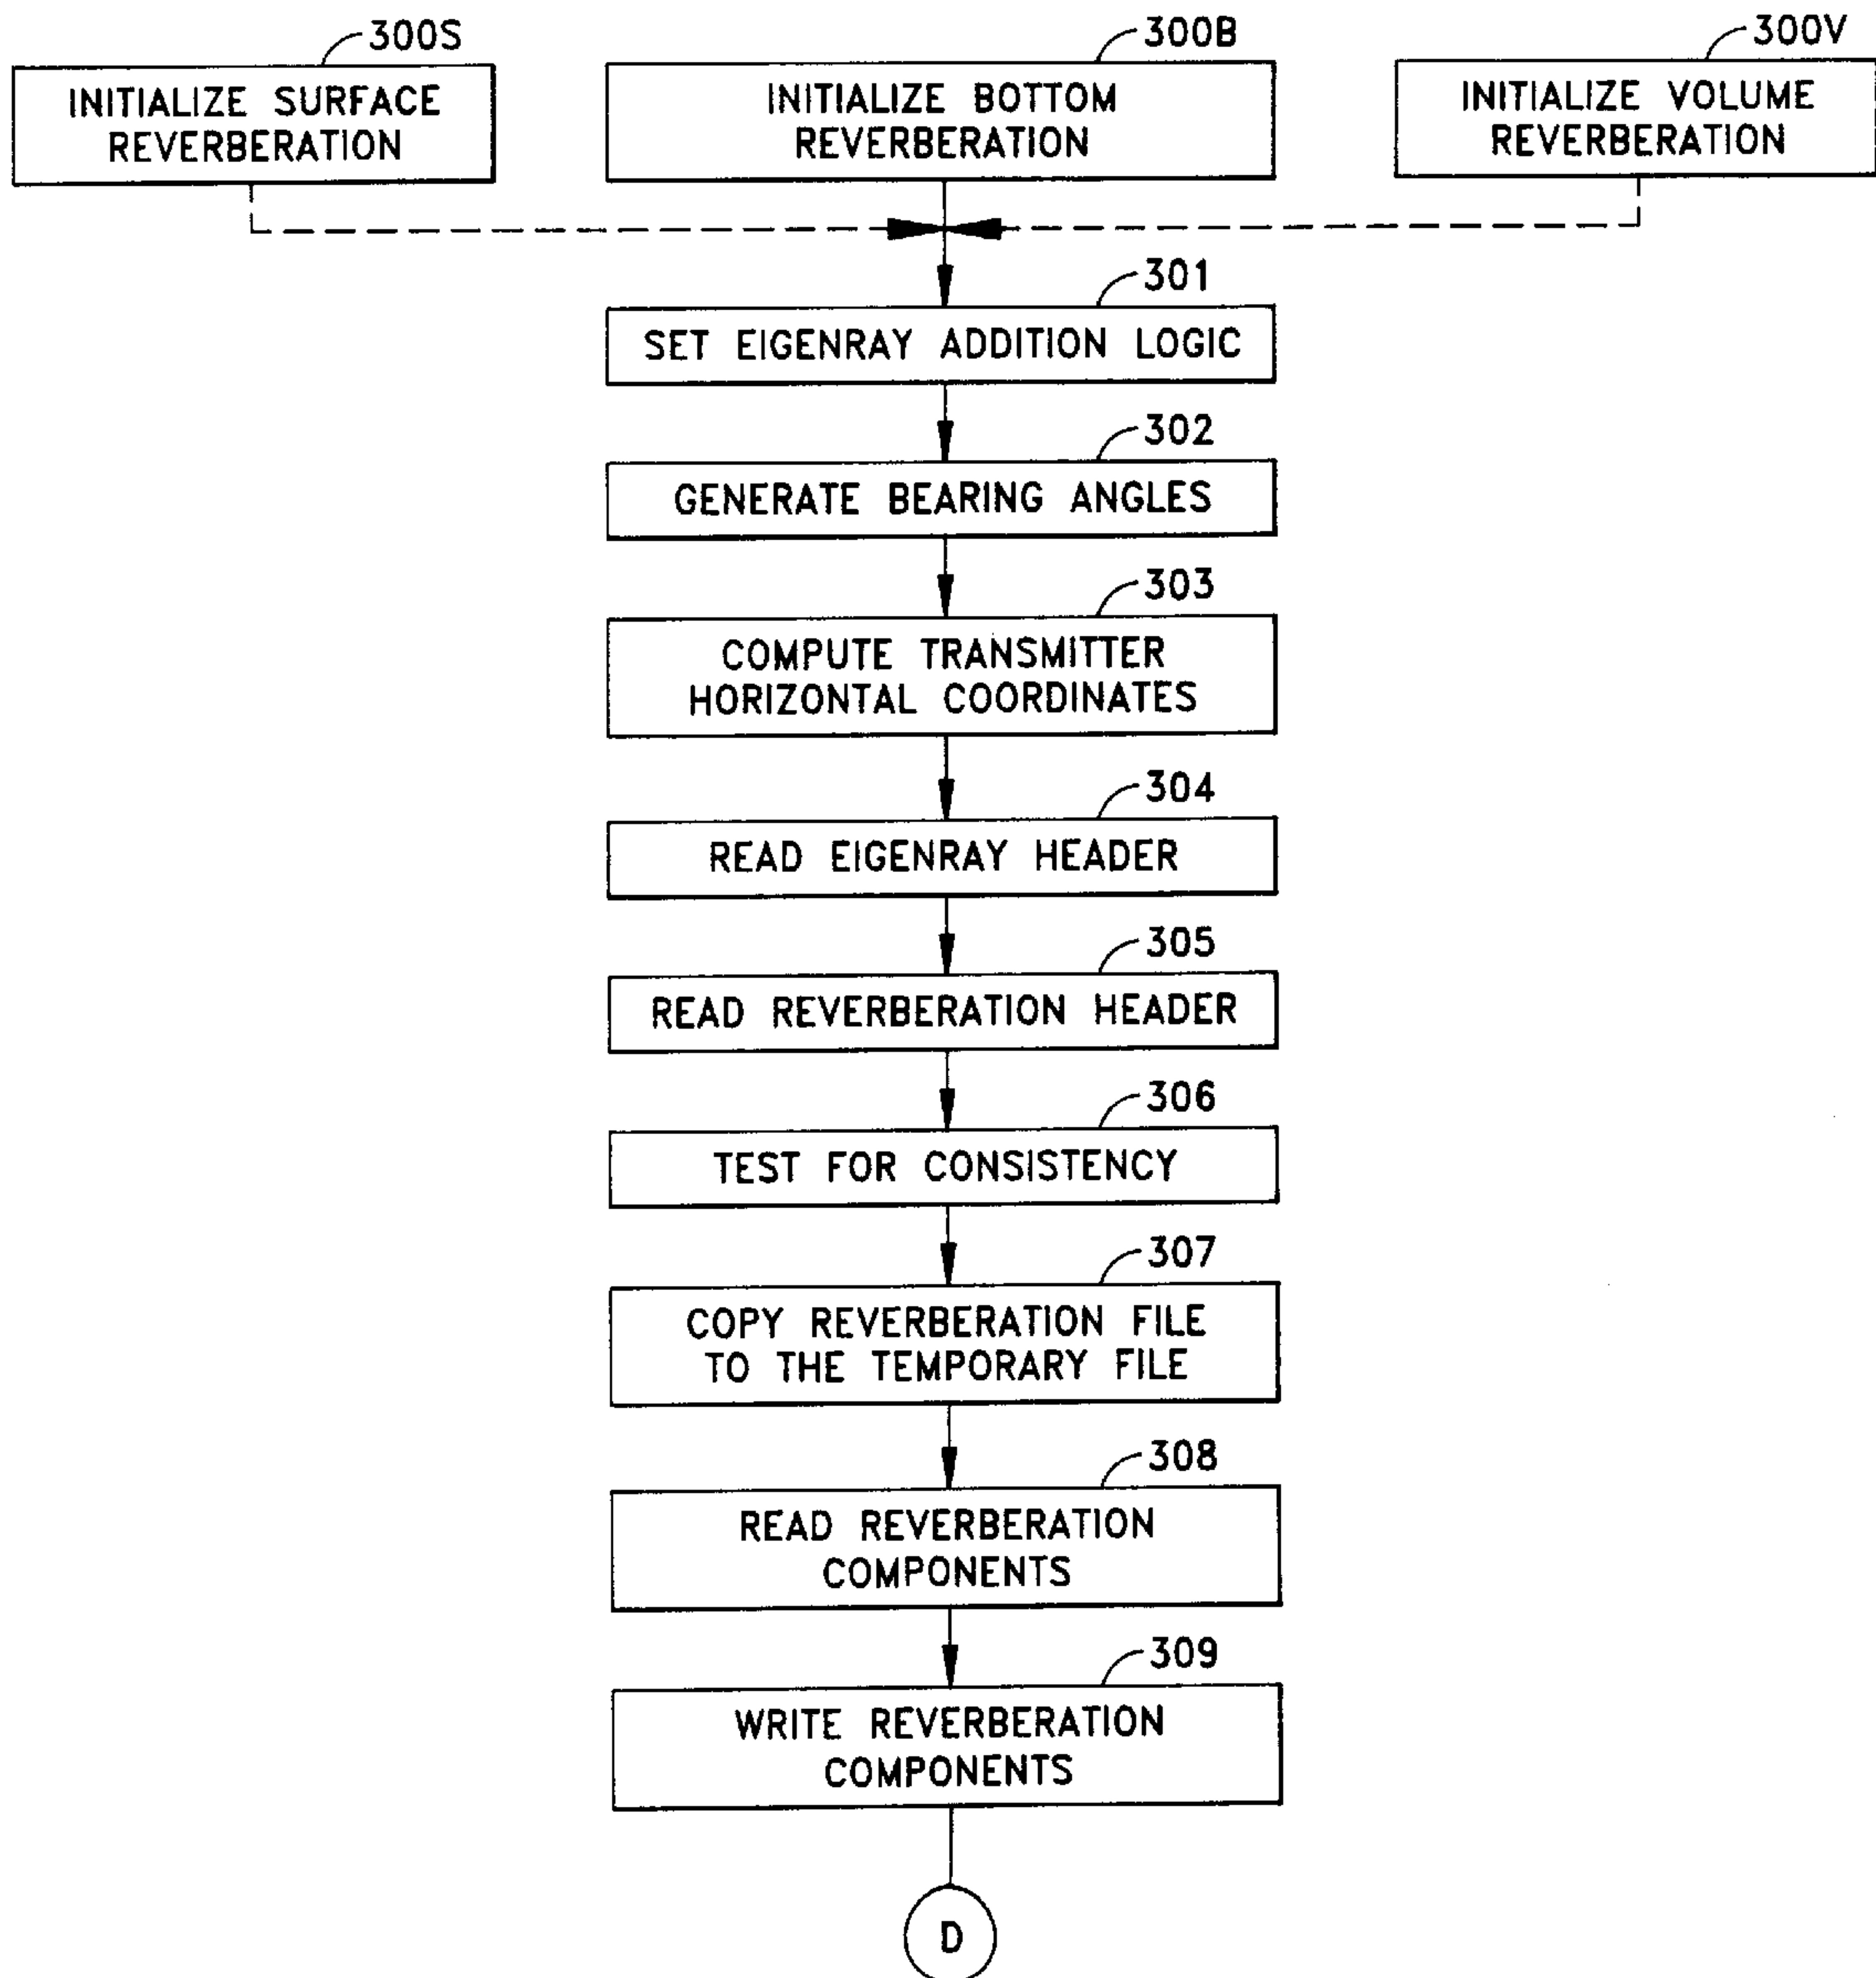 300S
INITIALIZE SURFACE
REVERBERATION
300B
INITIALIZE BOTTOM
REVERBERATION
300V
INITIALIZE VOLUME
REVERBERATION
301
SET EIGENRAY ADDITION LOGIC
302
GENERATE BEARING ANGLES
303
COMPUTE TRANSMITTER
HORIZONTAL COORDINATES
304
READ EIGENRAY HEADER
305
READ REVERBERATION HEADER
306
TEST FOR CONSISTENCY
307
COPY REVERBERATION FILE
TO THE TEMPORARY FILE
308
READ REVERBERATION
COMPONENTS
309
WRITE REVERBERATION
COMPONENTS
D